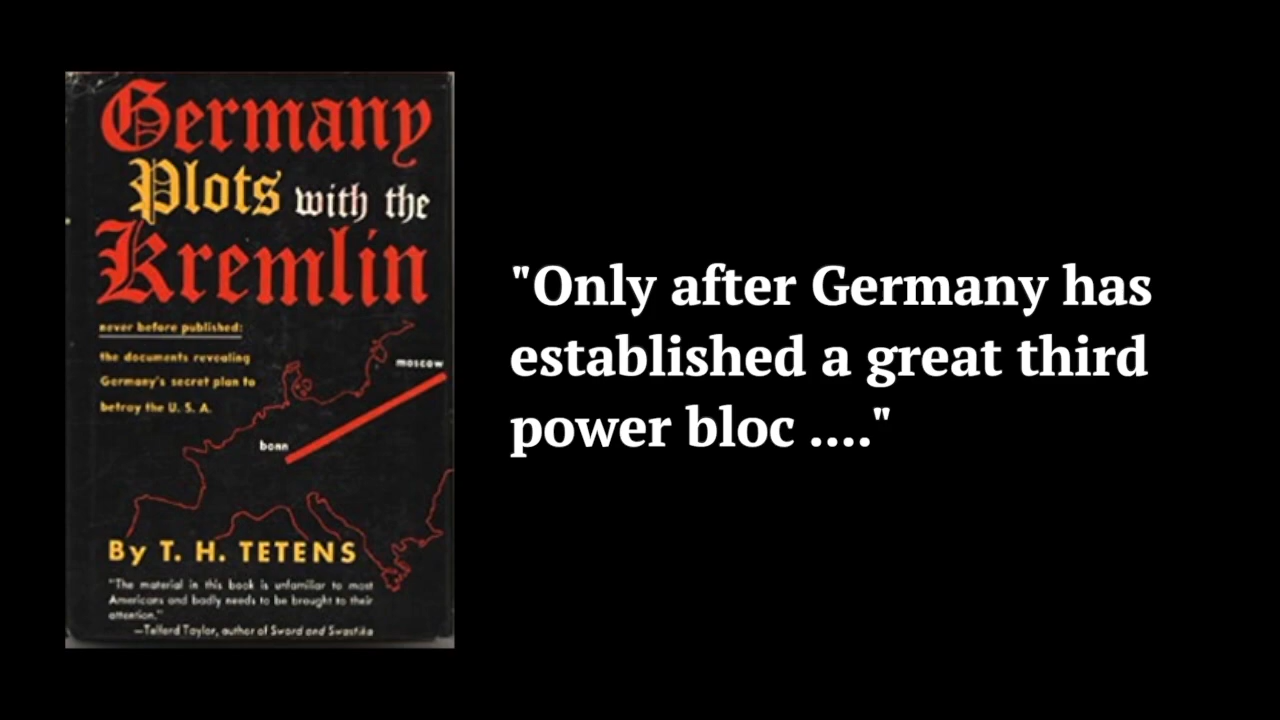 Germany
Plots with the
Kremlin
never before published:
the documents revealing
Germany's secret plan to
betray the U. S. A.
moscow
bonn
By T. H. TETENS
"The material in this book is unfamiliar to most
Americans and badly needs to be brought to their
attention."
—Telford Taylor, author of Sword and Swastika
"Only after Germany has
established a great third
power bloc ...."